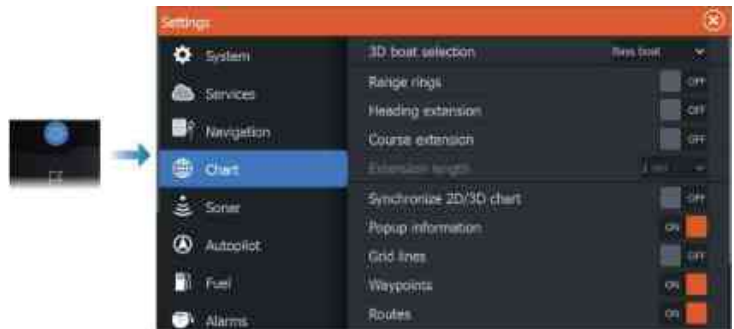 Settings
System
Services
Navigation
Chart
Sonar
Autopilot
Fuel
Alarms
3D boat selection Bass boat
Range rings OFF
Heading extension OFF
Course extension OFF
Extension length
Synchronize 2D/3D chart OFF
Popup information ON
Grid lines OFF
Waypoints ON
Routes ON